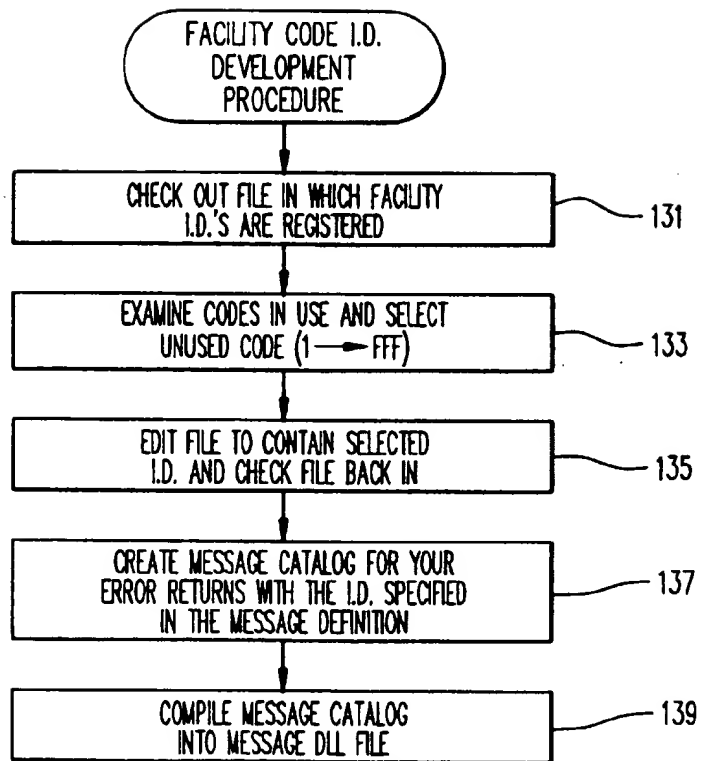 FACILITY CODE I.D.
DEVELOPMENT
PROCEDURE
CHECK OUT FILE IN WHICH FACILITY
I.D.'S ARE REGISTERED
131
EXAMINE CODES IN USE AND SELECT
UNUSED CODE (1 → FFF)
133
EDIT FILE TO CONTAIN SELECTED
I.D. AND CHECK FILE BACK IN
135
CREATE MESSAGE CATALOG FOR YOUR
ERROR RETURNS WITH THE I.D. SPECIFIED
IN THE MESSAGE DEFINITION
137
COMPILE MESSAGE CATALOG
INTO MESSAGE DLL FILE
139